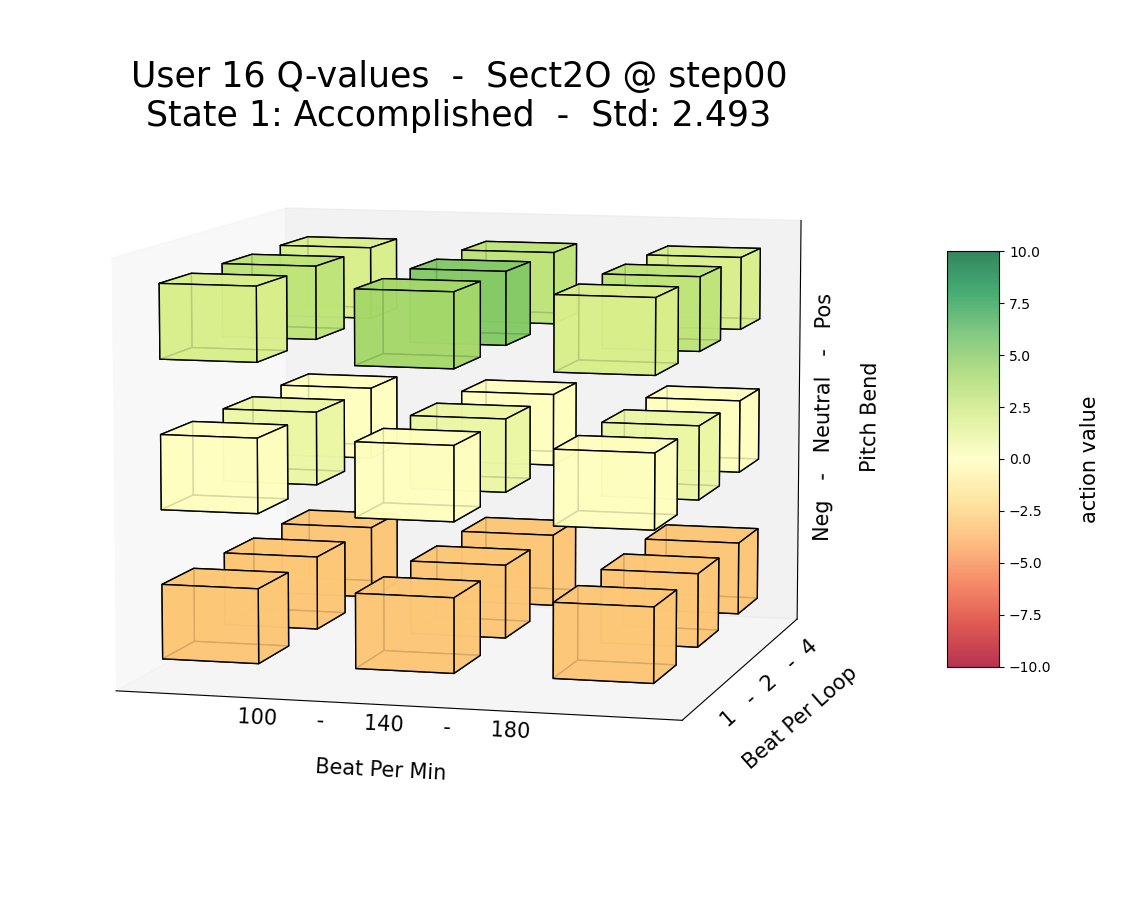 User 16 Q-values  -  Sect2O @ step00
State 1: Accomplished  -  Std: 2.493
Neg  -  Neutral  -  Pos
Pitch Bend
100  -  140  -  180
Beat Per Min
1  -  2  -  4
Beat Per Loop
10.0
7.5
5.0
2.5
0.0
−2.5
−5.0
−7.5
−10.0
action value